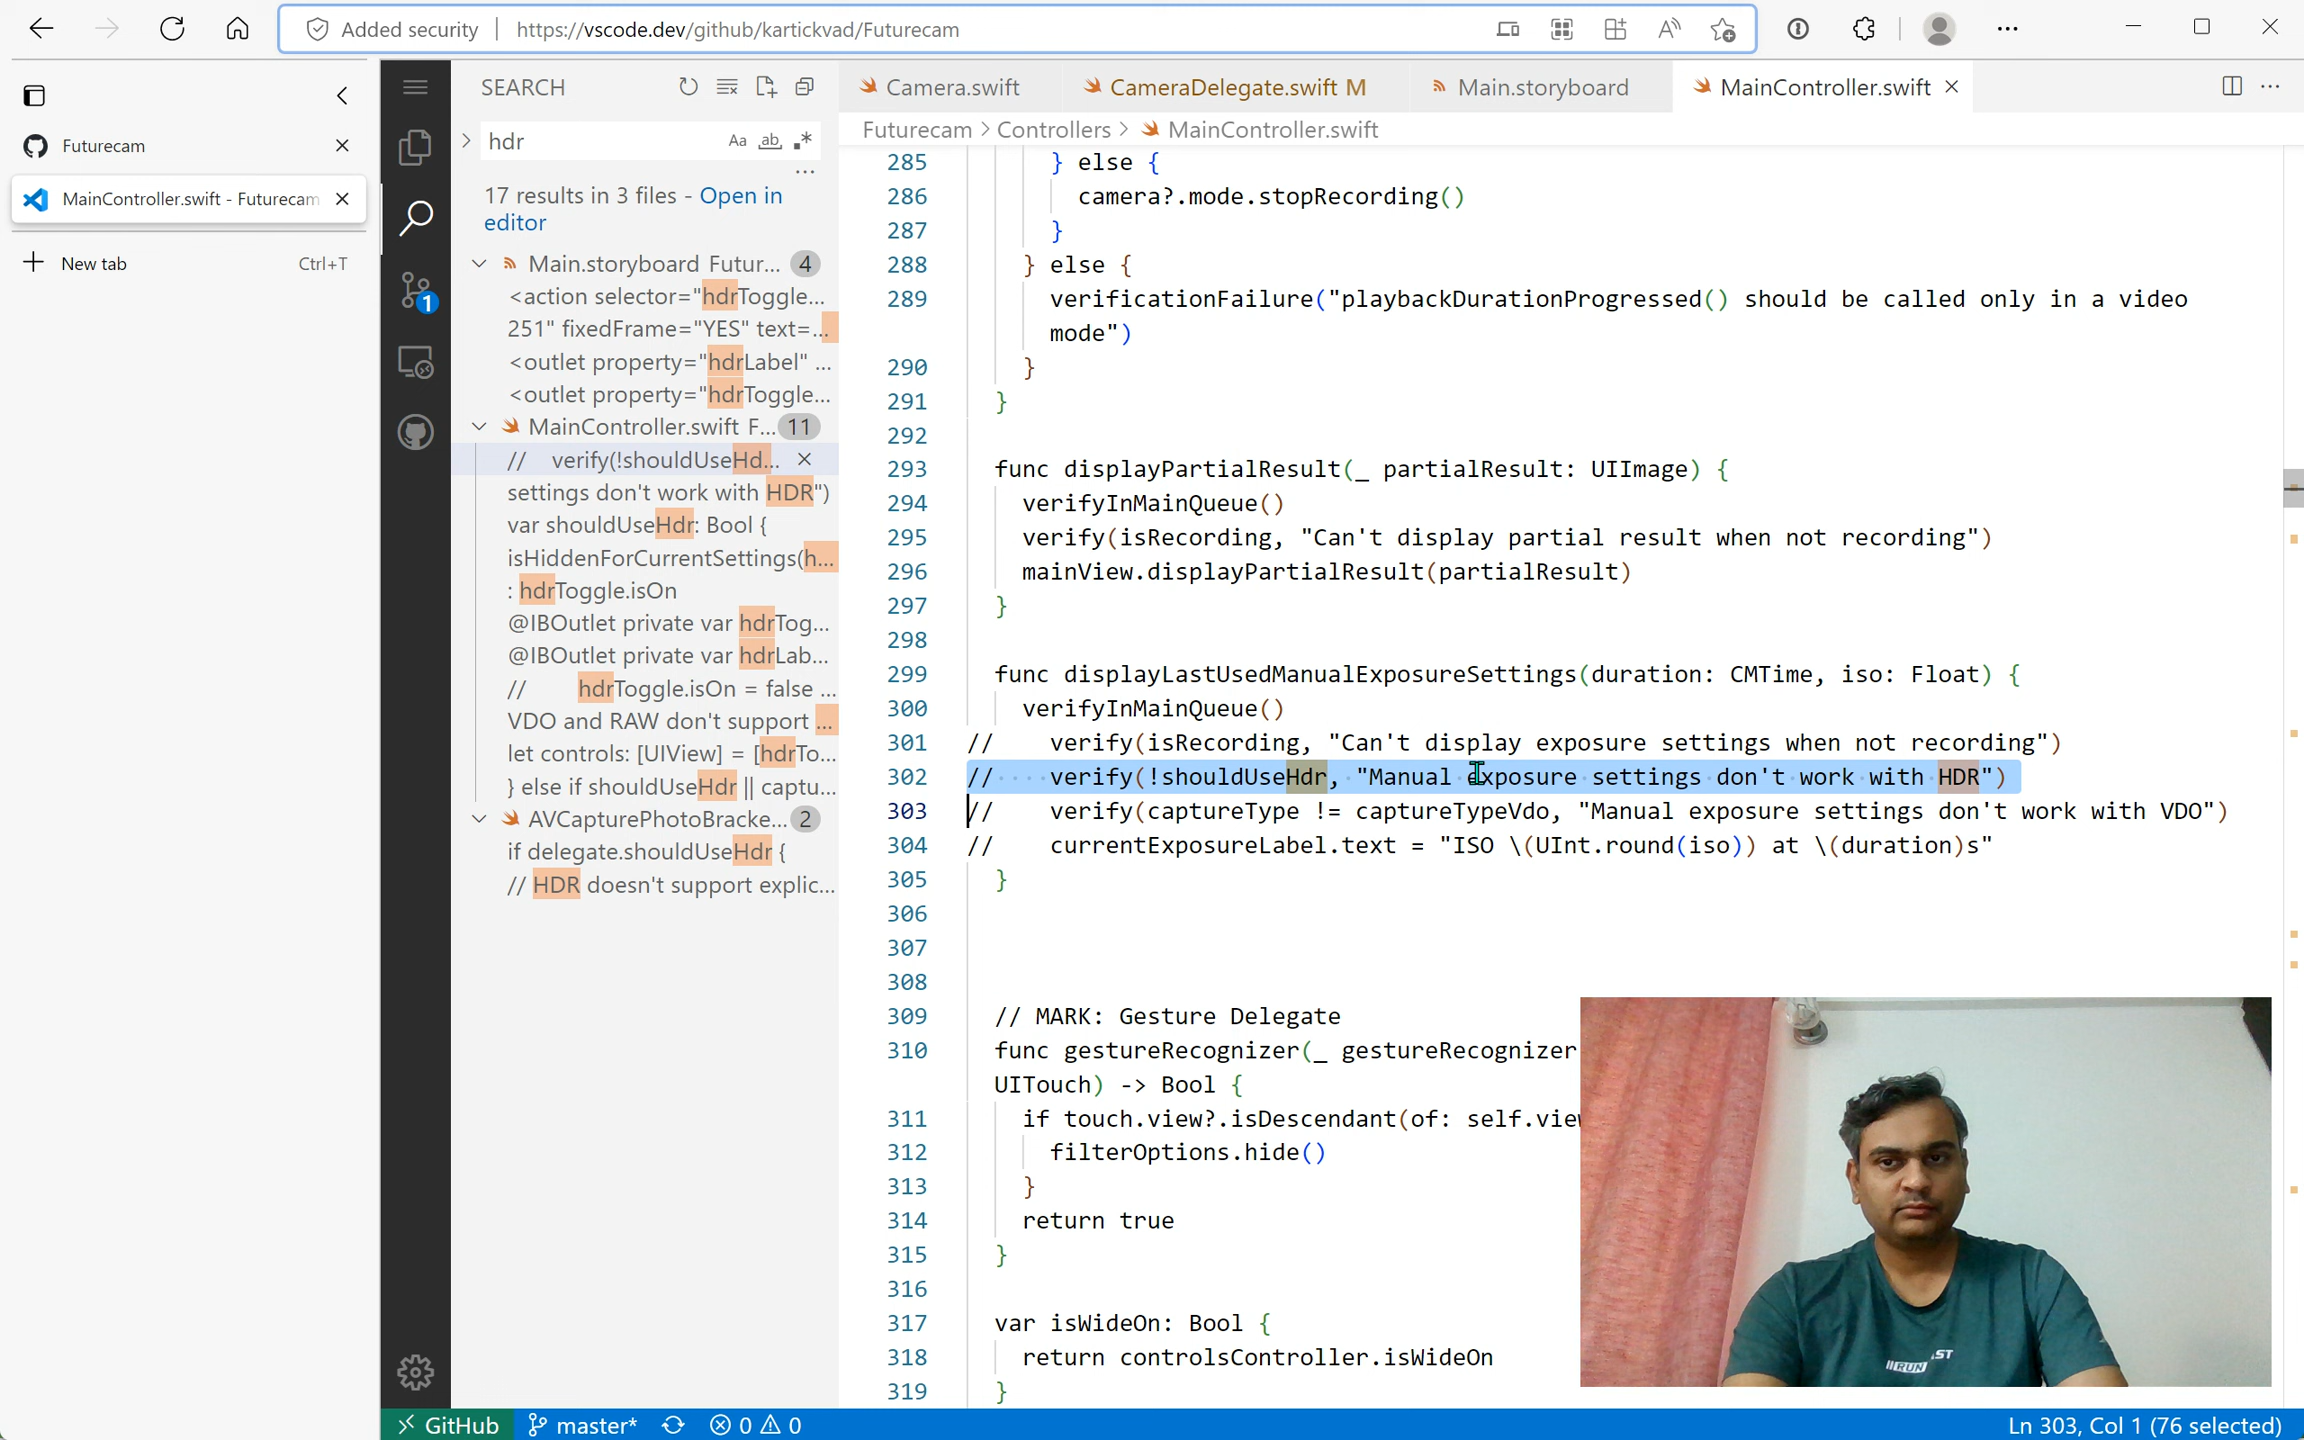 Added security
https://vscode.dev/github/kartickvad/Futurecam
Futurecam
MainController.swift - Futurecam
New tab Ctrl+T
SEARCH
hdr
Aa ab .*
17 results in 3 files - Open in
editor
Main.storyboard Futur... 4
<action selector="hdrToggle...
251" fixedFrame="YES" text=...
<outlet property="hdrLabel" ...
<outlet property="hdrToggle...
MainController.swift F... 11
// verify(!shouldUseHd...
settings don't work with HDR")
var shouldUseHdr: Bool {
isHiddenForCurrentSettings(h...
: hdrToggle.isOn
@IBOutlet private var hdrTog...
@IBOutlet private var hdrLab...
// hdrToggle.isOn = false ...
VDO and RAW don't support ...
let controls: [UIView] = [hdrTo...
} else if shouldUseHdr || captu...
AVCapturePhotoBracke... 2
if delegate.shouldUseHdr {
// HDR doesn't support explic...
1
Camera.swift
CameraDelegate.swift M
Main.storyboard
MainController.swift
Futurecam > Controllers > MainController.swift
285 } else {
286 camera?.mode.stopRecording()
287 }
288 } else {
289 verificationFailure("playbackDurationProgressed() should be called only in a video
mode")
290 }
291 }
292
293 func displayPartialResult(_ partialResult: UIImage) {
294 verifyInMainQueue()
295 verify(isRecording, "Can't display partial result when not recording")
296 mainView.displayPartialResult(partialResult)
297 }
298
299 func displayLastUsedManualExposureSettings(duration: CMTime, iso: Float) {
300 verifyInMainQueue()
301 // verify(isRecording, "Can't display exposure settings when not recording")
302 // verify(!shouldUseHdr, "Manual exposure settings don't work with HDR")
303 // verify(captureType != captureTypeVdo, "Manual exposure settings don't work with VDO")
304 // currentExposureLabel.text = "ISO \(UInt.round(iso)) at \(duration)s"
305 }
306
307
308
309 // MARK: Gesture Delegate
310 func gestureRecognizer(_ gestureRecognizer
UITouch) -> Bool {
311 if touch.view?.isDescendant(of: self.view
312 filterOptions.hide()
313 }
314 return true
315 }
316
317 var isWideOn: Bool {
318 return controlsController.isWideOn
319 }
RUN
GitHub master* 0 0
Ln 303, Col 1 (76 selected)